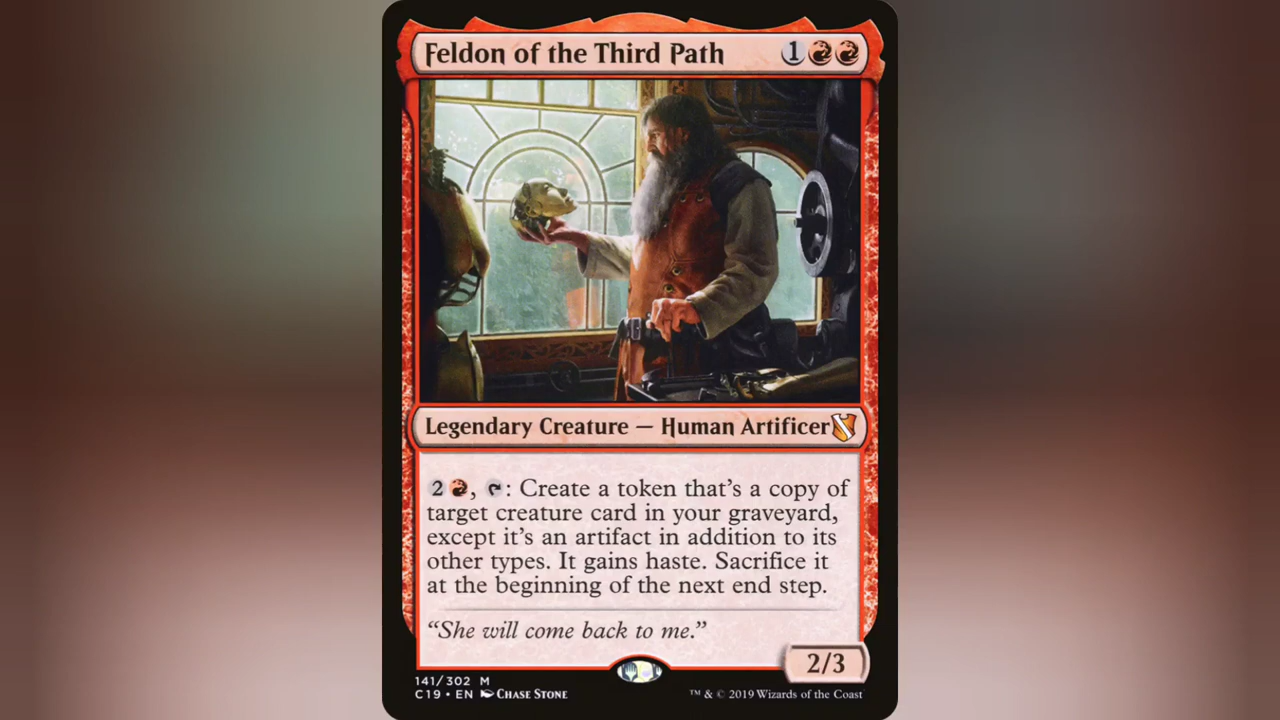 Feldon of the Third Path 1
Legendary Creature — Human Artificer
2 , : Create a token that's a copy of
target creature card in your graveyard,
except it's an artifact in addition to its
other types. It gains haste. Sacrifice it
at the beginning of the next end step.
“She will come back to me.”
2/3
141/302 M
C19 • EN Chase Stone
™ & © 2019 Wizards of the Coast